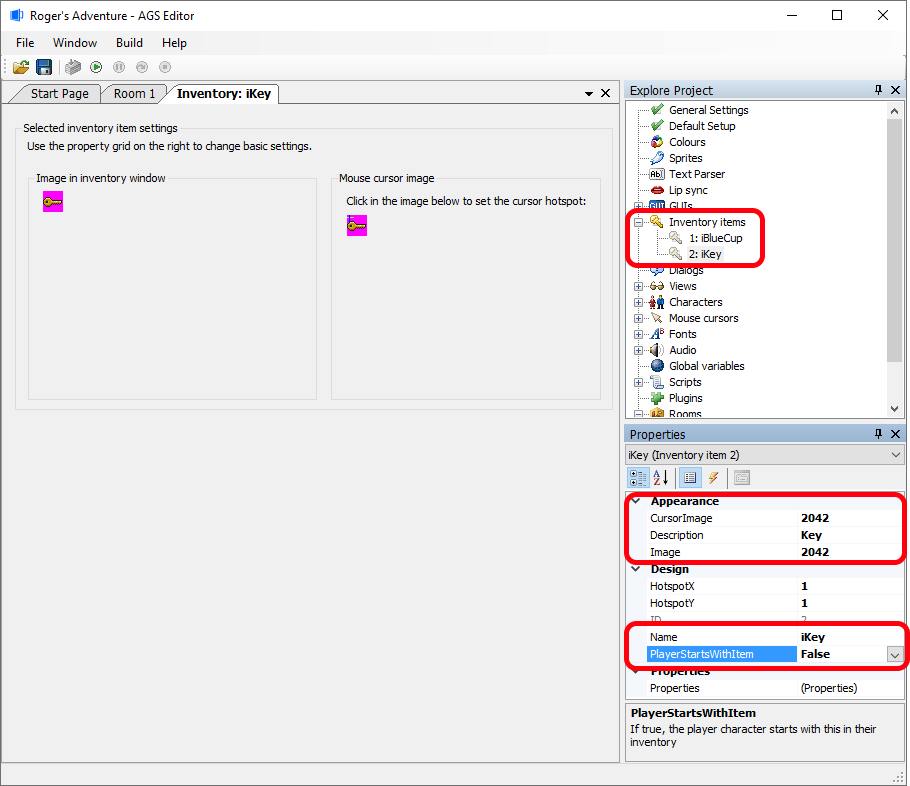 Roger's Adventure - AGS Editor
File Window Build Help
Start Page Room 1 Inventory: iKey
Selected inventory item settings
Use the property grid on the right to change basic settings.
Image in inventory window
Mouse cursor image
Click in the image below to set the cursor hotspot:
Explore Project
General Settings
Default Setup
Colours
Sprites
Abl Text Parser
Lip sync
GUIs
Inventory items
1: iBlueCup
2: iKey
Dialogs
Views
Characters
Mouse cursors
Fonts
Audio
Global variables
Scripts
Plugins
Rooms
Properties
iKey (Inventory item 2)
Appearance
CursorImage 2042
Description Key
Image 2042
Design
HotspotX 1
HotspotY 1
ID 2
Name iKey
PlayerStartsWithItem False
Properties
Properties (Properties)
PlayerStartsWithItem
If true, the player character starts with this in their
inventory